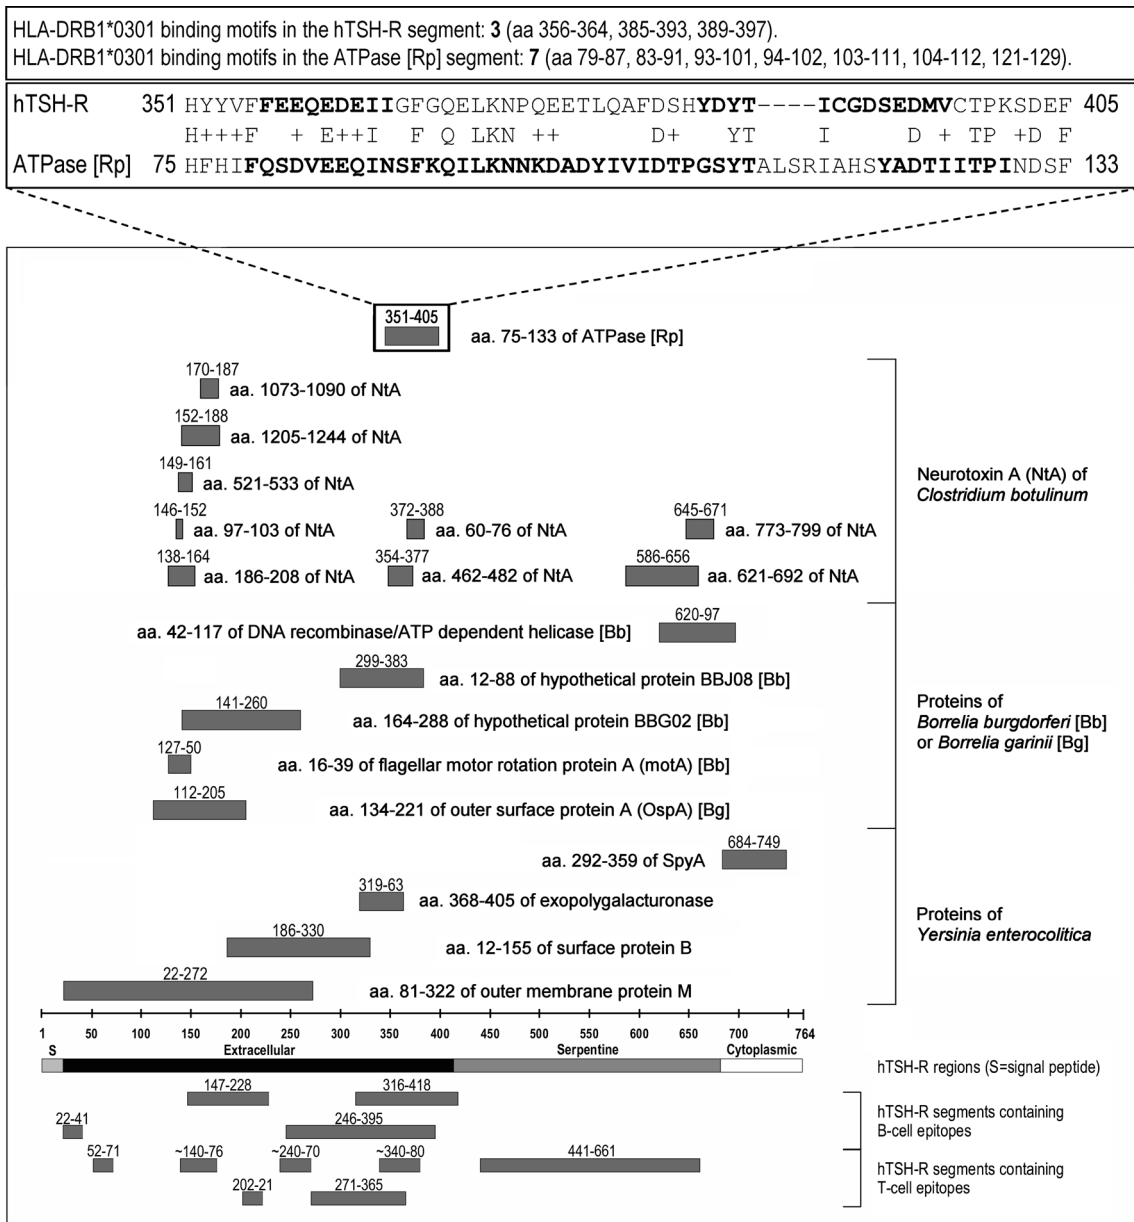 HLA-DRB1*0301 binding motifs in the hTSH-R segment: 3 (aa 356-364, 385-393, 389-397).
HLA-DRB1*0301 binding motifs in the ATPase [Rp] segment: 7 (aa 79-87, 83-91, 93-101, 94-102, 103-111, 104-112, 121-129).
hTSH-R 351 HYYVFFEEQEDEIIGFGQELKNPQEETLQAFDSHYDYT----ICGDSEDMVCTPKSDEF 405
H+++F + E++I F Q LKN ++ D+ YT I D + TP +D F
ATPase [Rp] 75 HFHIFQSDVEEQINSFKQILKNNKDADYIVIDTPGSYTALSRIAHSYADTIITPINDSF 133
351-405
aa. 75-133 of ATPase [Rp]
170-187
aa. 1073-1090 of NtA
152-188
aa. 1205-1244 of NtA
149-161
aa. 521-533 of NtA
Neurotoxin A (NtA) of
Clostridium botulinum
146-152 372-388 645-671
aa. 97-103 of NtA aa. 60-76 of NtA aa. 773-799 of NtA
138-164 354-377 586-656
aa. 186-208 of NtA aa. 462-482 of NtA aa. 621-692 of NtA
620-97
aa. 42-117 of DNA recombinase/ATP dependent helicase [Bb]
299-383
aa. 12-88 of hypothetical protein BBJ08 [Bb]
141-260
aa. 164-288 of hypothetical protein BBG02 [Bb]
Proteins of
Borrelia burgdorferi [Bb]
or Borrelia garinii [Bg]
127-50
aa. 16-39 of flagellar motor rotation protein A (motA) [Bb]
112-205
aa. 134-221 of outer surface protein A (OspA) [Bg]
684-749
aa. 292-359 of SpyA
319-63
aa. 368-405 of exopolygalacturonase
Proteins of
Yersinia enterocolitica
186-330
aa. 12-155 of surface protein B
22-272
aa. 81-322 of outer membrane protein M
1 50 100 150 200 250 300 350 400 450 500 550 600 650 700 764
S Extracellular Serpentine Cytoplasmic
hTSH-R regions (S=signal peptide)
147-228 316-418
22-41 246-395
hTSH-R segments containing
B-cell epitopes
52-71 ~140-76 ~240-70 ~340-80 441-661
202-21 271-365
hTSH-R segments containing
T-cell epitopes